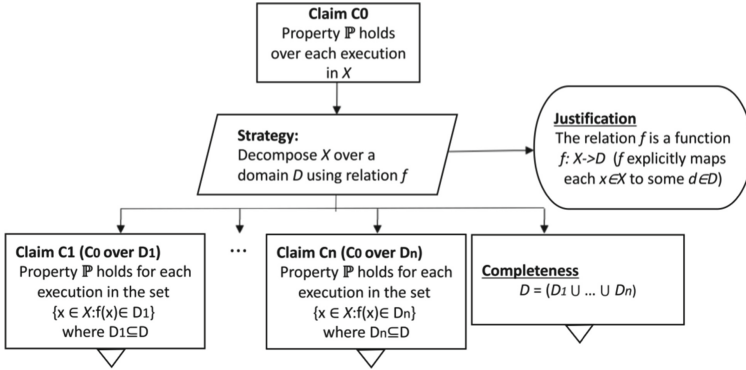 Claim C0
Property ℙ holds
over each execution
in X
Strategy:
Decompose X over a
domain D using relation f
Justification
The relation f is a function
f: X->D (f explicitly maps
each x∈X to some d∈D)
Claim C1 (C0 over D1)
Property ℙ holds for each
execution in the set
{x ∈ X:f(x)∈ D1}
where D1⊆D
...
Claim Cn (C0 over Dn)
Property ℙ holds for each
execution in the set
{x ∈ X:f(x)∈ Dn}
where Dn⊆D
Completeness
D = (D1 ∪ ... ∪ Dn)